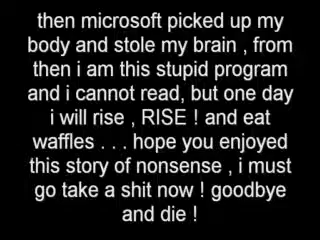 then microsoft picked up my
body and stole my brain , from
then i am this stupid program
and i cannot read, but one day
i will rise , RISE ! and eat
waffles . . . hope you enjoyed
this story of nonsense , i must
go take a shit now ! goodbye
and die !